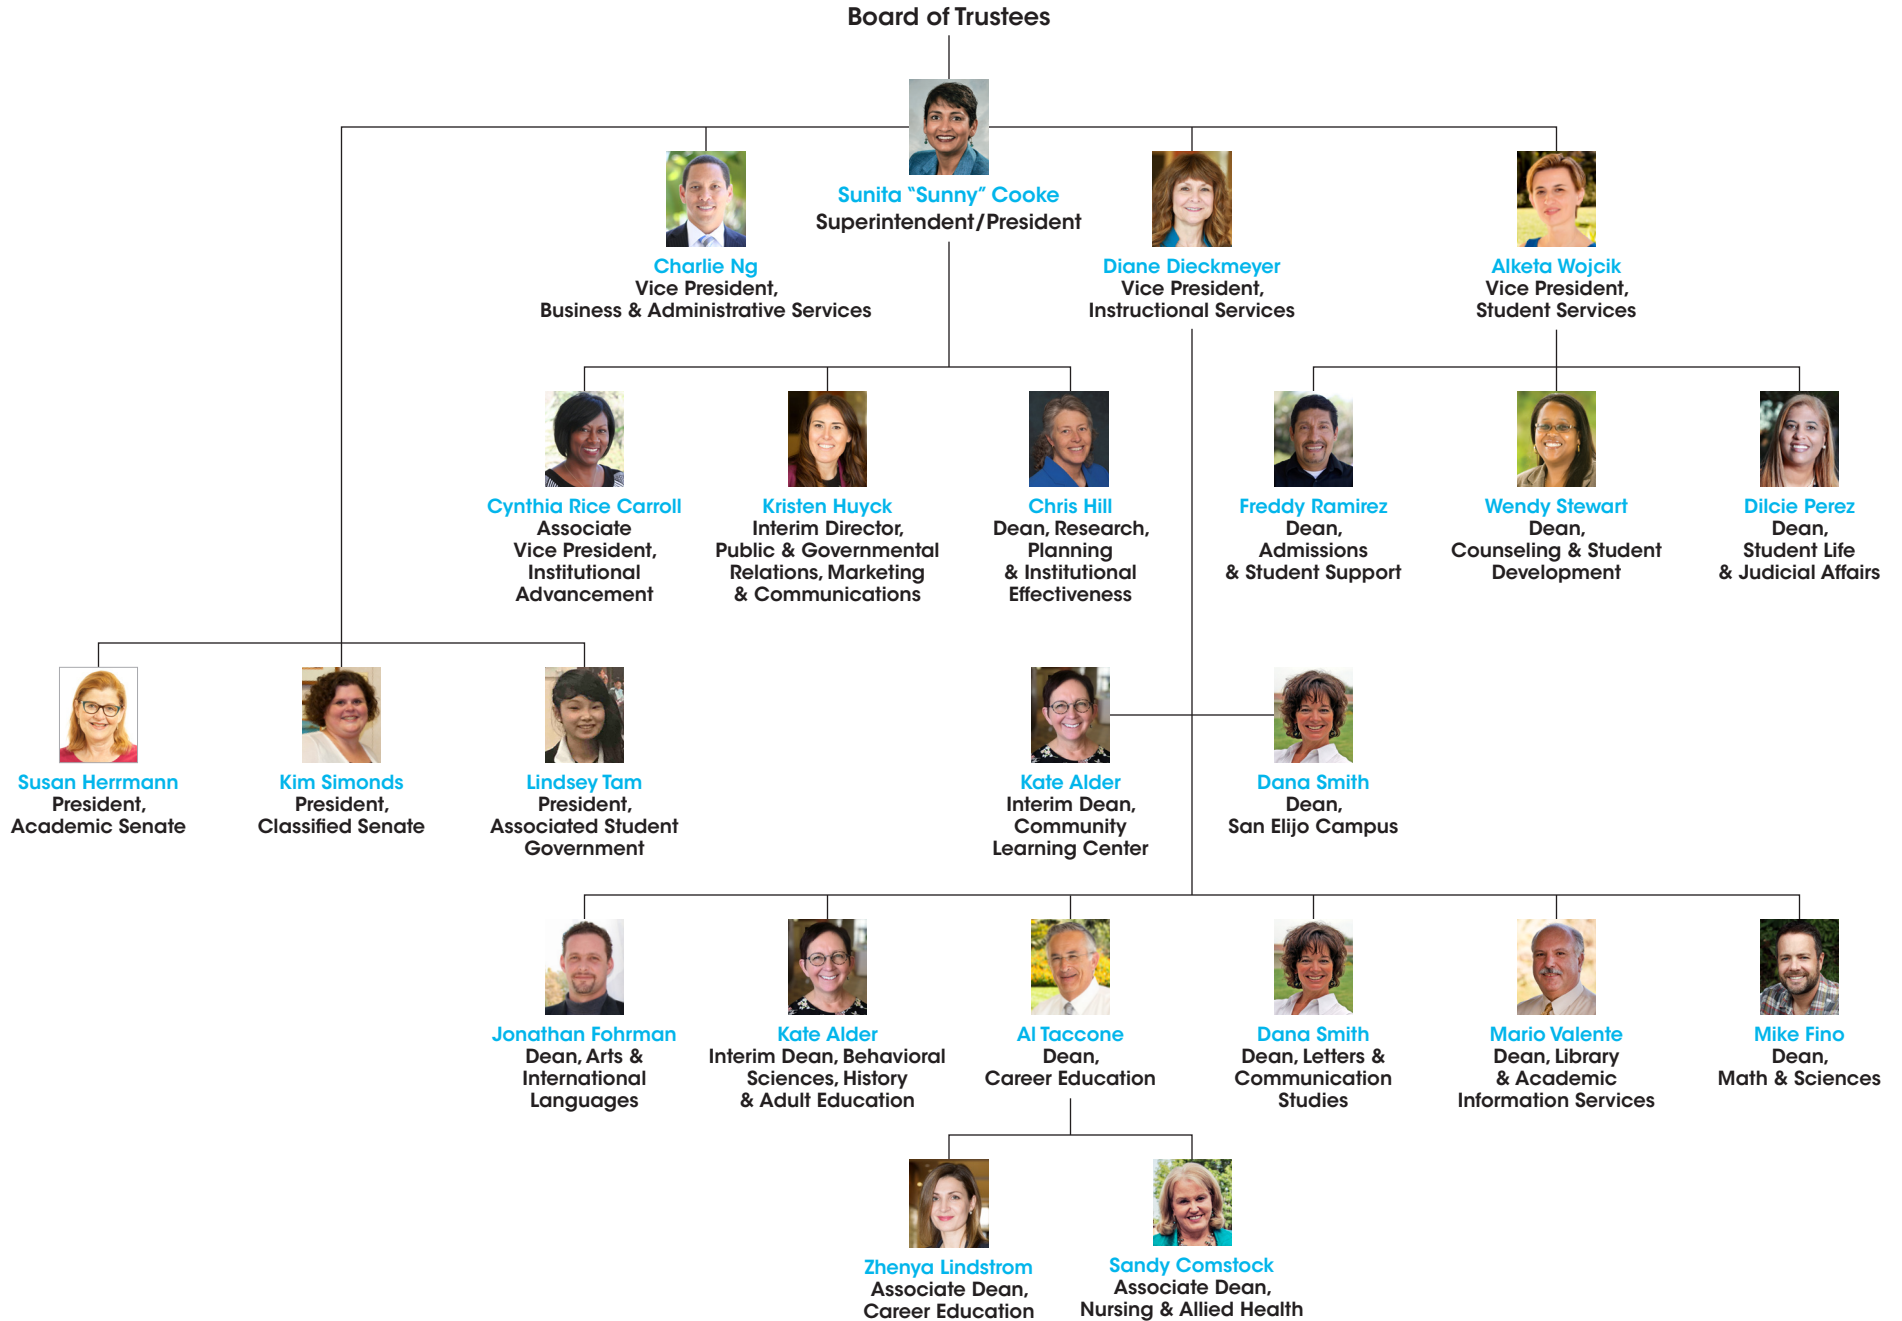 Board of Trustees
Sunita “Sunny” Cooke
Superintendent/President
Charlie Ng
Vice President,
Business & Administrative Services
Diane Dieckmeyer
Vice President,
Instructional Services
Alketa Wojcik
Vice President,
Student Services
Cynthia Rice Carroll
Associate
Vice President,
Institutional
Advancement
Kristen Huyck
Interim Director,
Public & Governmental
Relations, Marketing
& Communications
Chris Hill
Dean, Research,
Planning
& Institutional
Effectiveness
Freddy Ramirez
Dean,
Admissions
& Student Support
Wendy Stewart
Dean,
Counseling & Student
Development
Dilcie Perez
Dean,
Student Life
& Judicial Affairs
Susan Herrmann
President,
Academic Senate
Kim Simonds
President,
Classified Senate
Lindsey Tam
President,
Associated Student
Government
Kate Alder
Interim Dean,
Community
Learning Center
Dana Smith
Dean,
San Elijo Campus
Jonathan Fohrman
Dean, Arts &
International
Languages
Kate Alder
Interim Dean, Behavioral
Sciences, History
& Adult Education
Al Taccone
Dean,
Career Education
Dana Smith
Dean, Letters &
Communication
Studies
Mario Valente
Dean, Library
& Academic
Information Services
Mike Fino
Dean,
Math & Sciences
Zhenya Lindstrom
Associate Dean,
Career Education
Sandy Comstock
Associate Dean,
Nursing & Allied Health